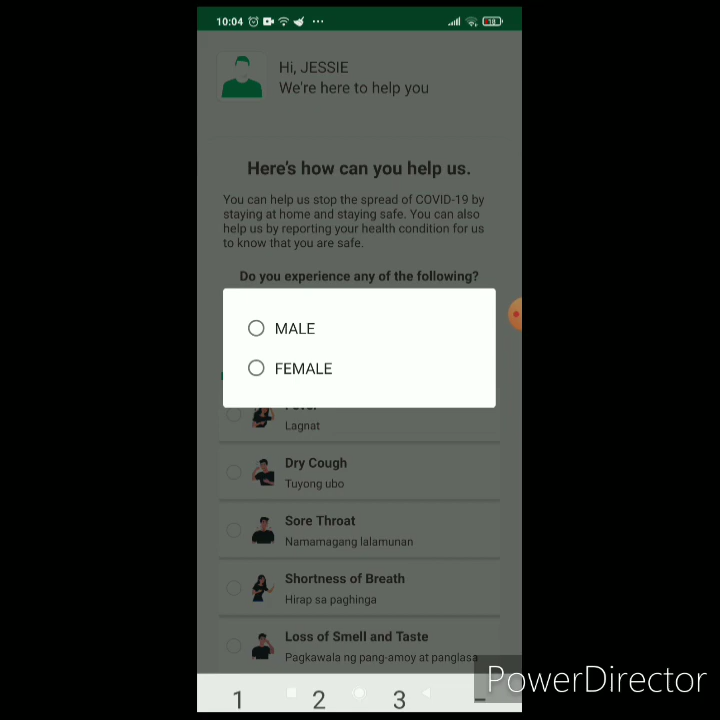 10:04
18
Hi, JESSIE
We're here to help you
Here's how can you help us.
You can help us stop the spread of COVID-19 by
staying at home and staying safe. You can also
help us by reporting your health condition for us
to know that you are safe.
Do you experience any of the following?
MALE
FEMALE
Lagnat
Dry Cough
Tuyong ubo
Sore Throat
Namamagang lalamunan
Shortness of Breath
Hirap sa paghinga
Loss of Smell and Taste
Pagkawala ng pang-amoy at panglasa
1 2 3 –
PowerDirector